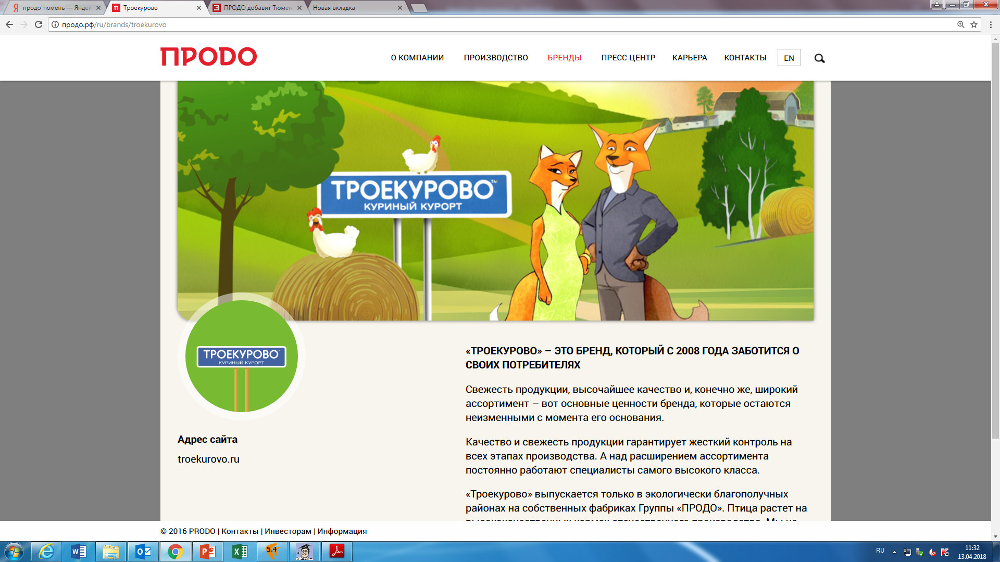 продо тюмень — Яндек
Троекурово
ПРОДО добавит Тюмен
Новая вкладка
продо.рф/ru/brands/troekurovo
ПРОДО
О КОМПАНИИ
ПРОИЗВОДСТВО
БРЕНДЫ
ПРЕСС-ЦЕНТР
КАРЬЕРА
КОНТАКТЫ
EN
ТРОЕКУРОВО™
КУРИНЫЙ КУРОРТ
ТРОЕКУРОВО™
КУРИНЫЙ КУРОРТ
Адрес сайта
troekurovo.ru
«ТРОЕКУРОВО» – ЭТО БРЕНД, КОТОРЫЙ С 2008 ГОДА ЗАБОТИТСЯ О
СВОИХ ПОТРЕБИТЕЛЯХ
Свежесть продукции, высочайшее качество и, конечно же, широкий
ассортимент – вот основные ценности бренда, которые остаются
неизменными с момента его основания.
Качество и свежесть продукции гарантирует жесткий контроль на
всех этапах производства. А над расширением ассортимента
постоянно работают специалисты самого высокого класса.
«Троекурово» выпускается только в экологически благополучных
районах на собственных фабриках Группы «ПРОДО». Птица растет на
© 2016 PRODO | Контакты | Инвесторам | Информация
5.4
RU
11:32
13.04.2018